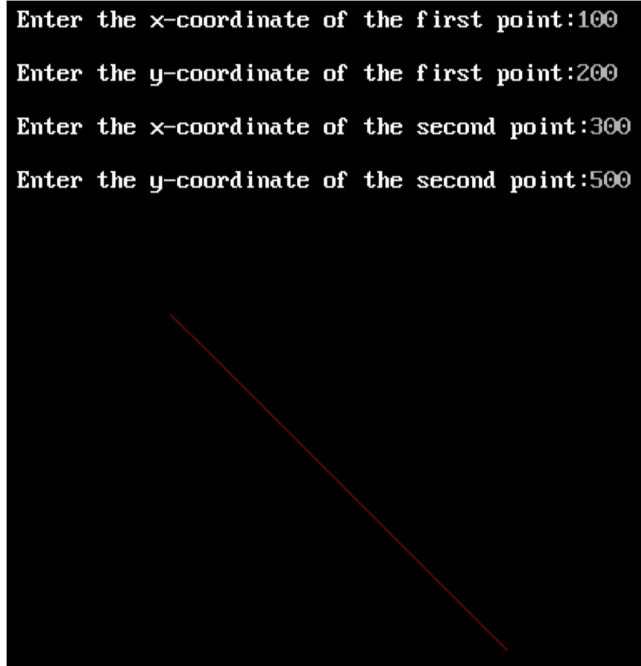 Enter the x-coordinate of the first point:100
Enter the y-coordinate of the first point:200
Enter the x-coordinate of the second point:300
Enter the y-coordinate of the second point:500